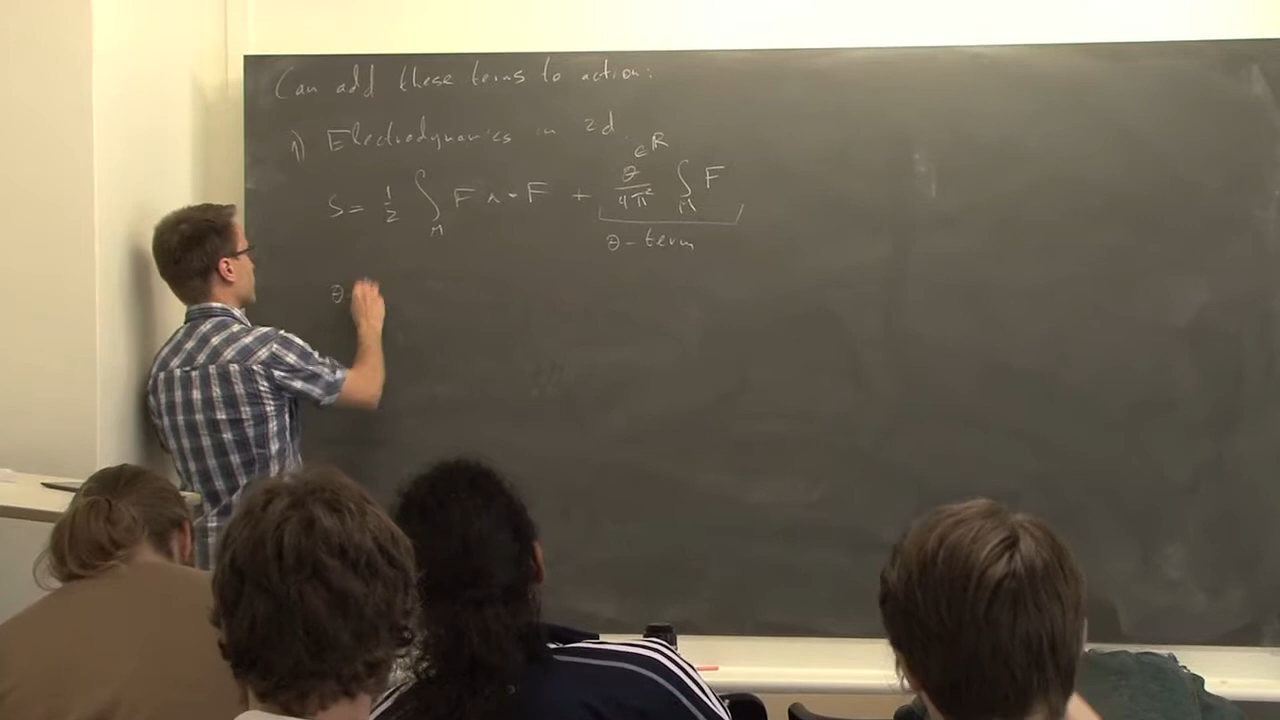 Can add these terms to action:
1) Electrodynamics in 2d.
S = 1/2 ∫_M F ∧ * F + θ/4π² ∫_M F
∈ ℝ
θ - term
θ